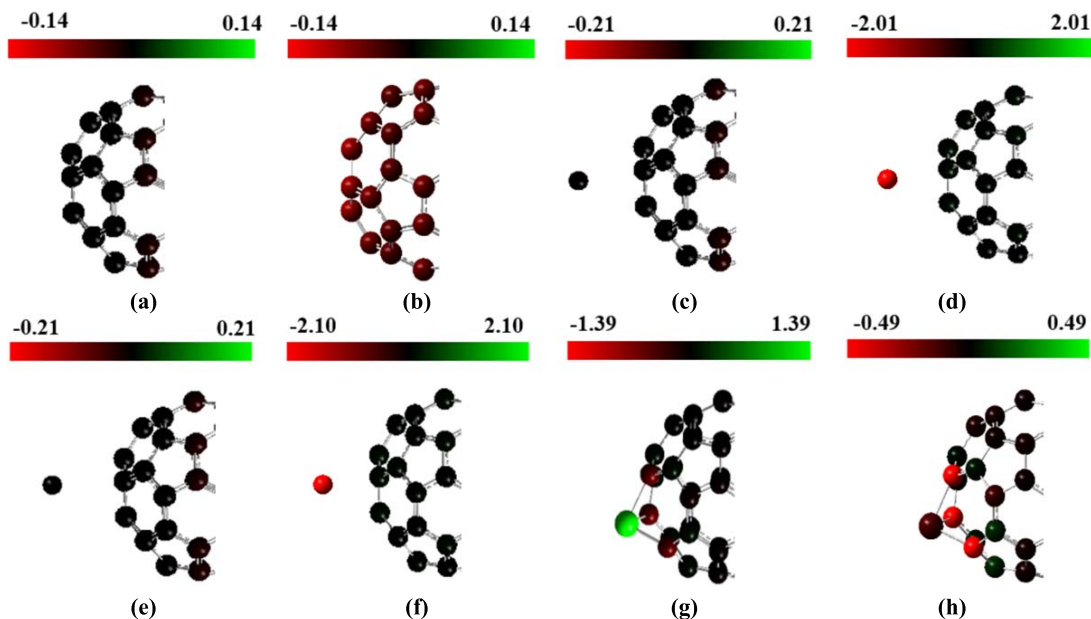 -0.14 0.14 -0.14 0.14 -0.21 0.21 -2.01 2.01
(a) (b) (c) (d)
-0.21 0.21 -2.10 2.10 -1.39 1.39 -0.49 0.49
(e) (f) (g) (h)